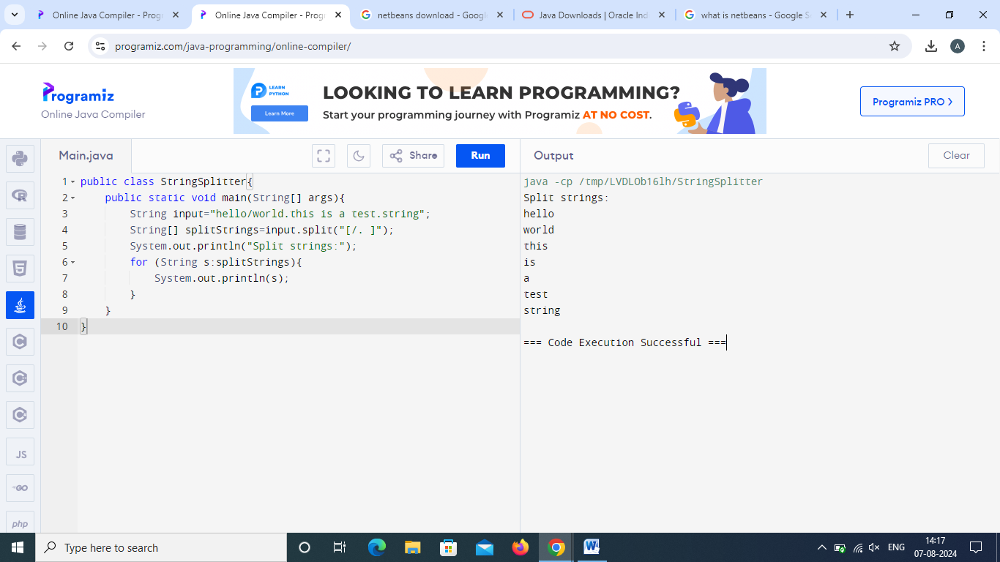 Online Java Compiler - Progr
Online Java Compiler - Progr
netbeans download - Googl
Java Downloads | Oracle Ind
what is netbeans - Google S
programiz.com/java-programming/online-compiler/
A
Programiz
Online Java Compiler
LEARN
PYTHON
Learn More
LOOKING TO LEARN PROGRAMMING?
Start your programming journey with Programiz AT NO COST.
Programiz PRO >
Main.java
Share
Run
Output
Clear
1 public class StringSplitter{
2 public static void main(String[] args){
3 String input="hello/world.this is a test.string";
4 String[] splitStrings=input.split("[/. ]");
5 System.out.println("Split strings:");
6 for (String s:splitStrings){
7 System.out.println(s);
8 }
9 }
10 }
java -cp /tmp/LVDLOb16lh/StringSplitter
Split strings:
hello
world
this
is
a
test
string
=== Code Execution Successful ===
JS
GO
php
Type here to search
ENG
14:17
07-08-2024